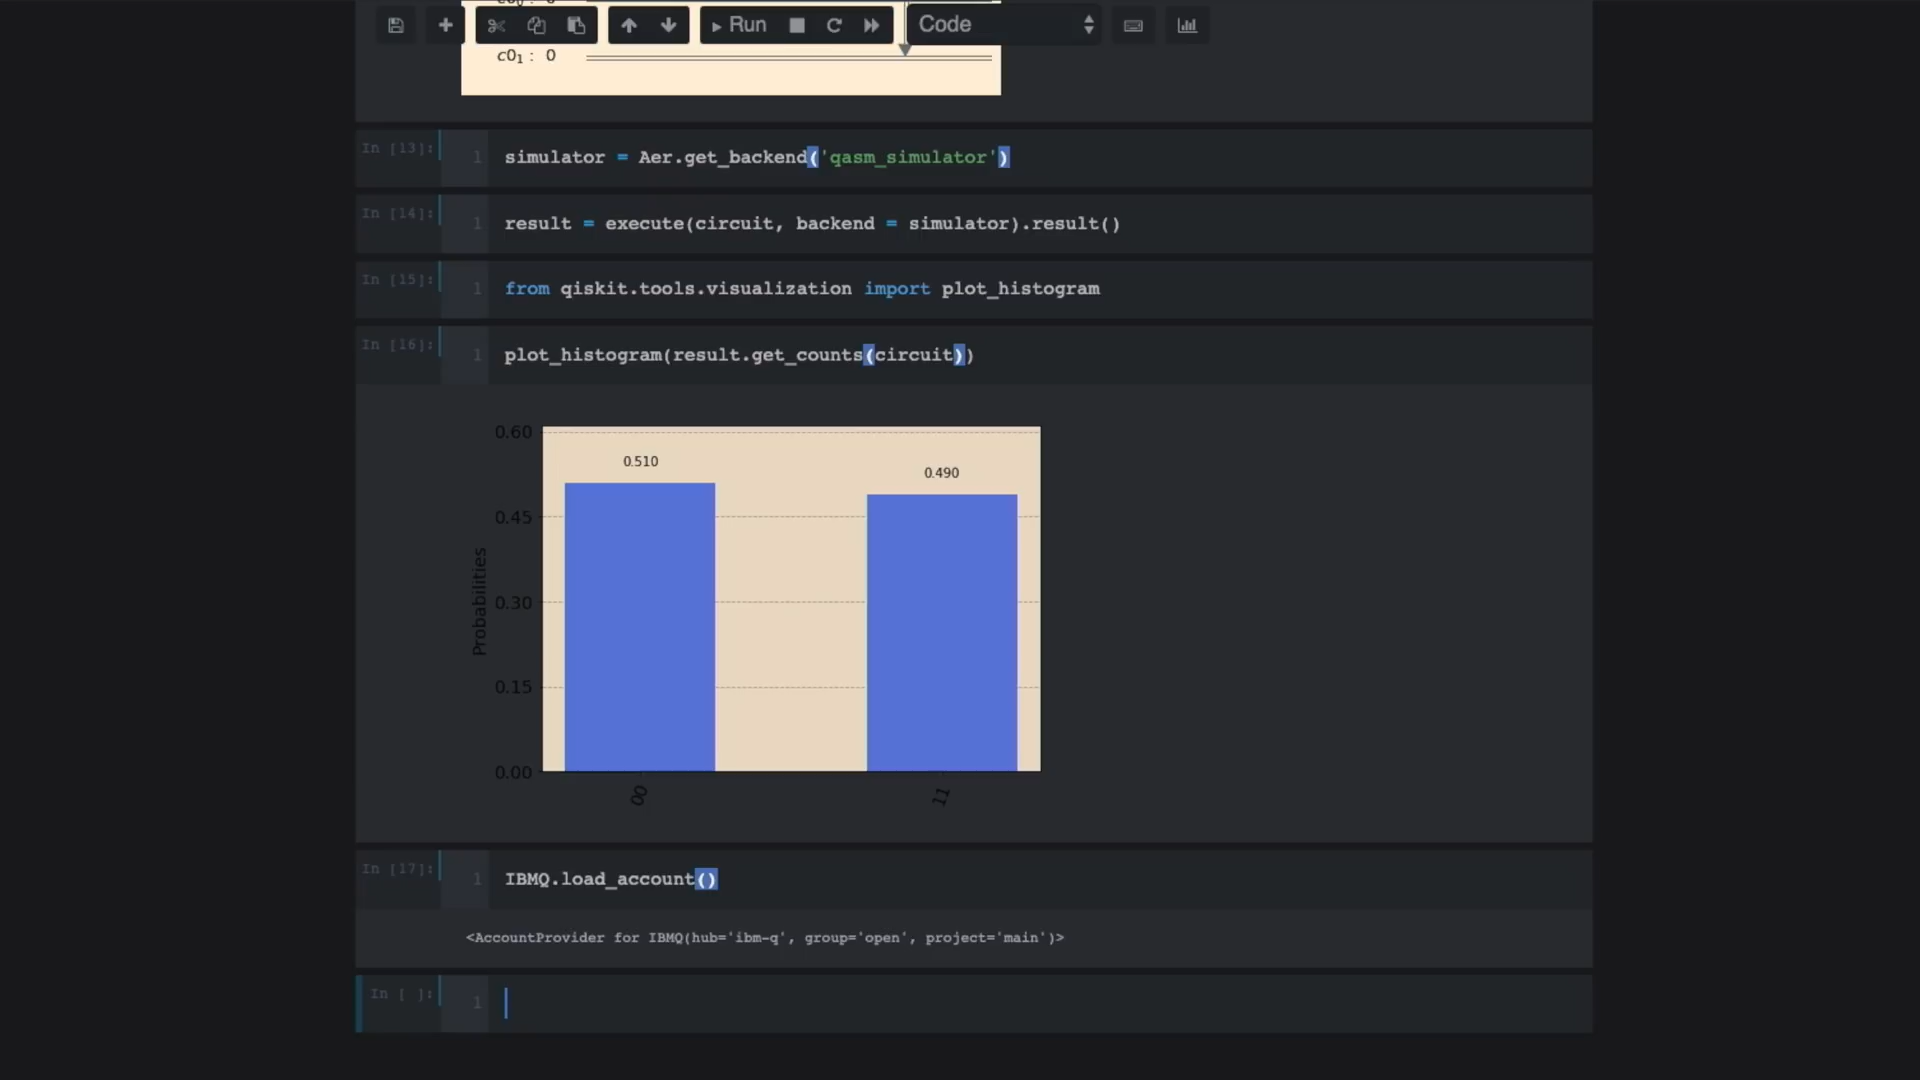 Run
Code
c0₁ : 0
In [13]:
1
simulator = Aer.get_backend('qasm_simulator')
In [14]:
1
result = execute(circuit, backend = simulator).result()
In [15]:
1
from qiskit.tools.visualization import plot_histogram
In [16]:
1
plot_histogram(result.get_counts(circuit))
0.60
0.510
0.490
0.45
Probabilities
0.30
0.15
0.00
00
11
In [17]:
1
IBMQ.load_account()
<AccountProvider for IBMQ(hub='ibm-q', group='open', project='main')>
In [ ]:
1